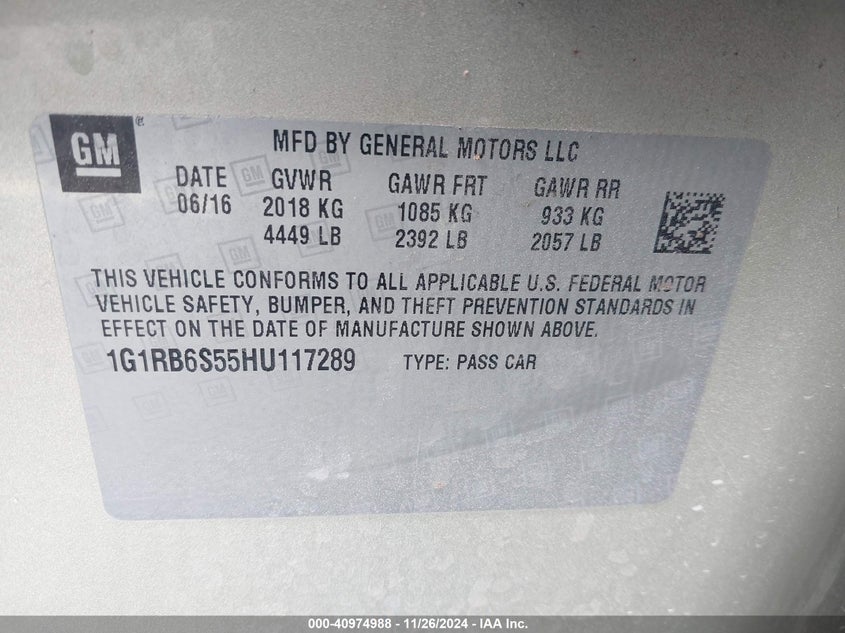 GM
MFD BY GENERAL MOTORS LLC
DATE GVWR GAWR FRT GAWR RR
06/16 2018 KG 1085 KG 933 KG
4449 LB 2392 LB 2057 LB
THIS VEHICLE CONFORMS TO ALL APPLICABLE U.S. FEDERAL MOTOR
VEHICLE SAFETY, BUMPER, AND THEFT PREVENTION STANDARDS IN
EFFECT ON THE DATE OF MANUFACTURE SHOWN ABOVE.
1G1RB6S55HU117289 TYPE: PASS CAR
000-40974988 - 11/26/2024 - IAA Inc.